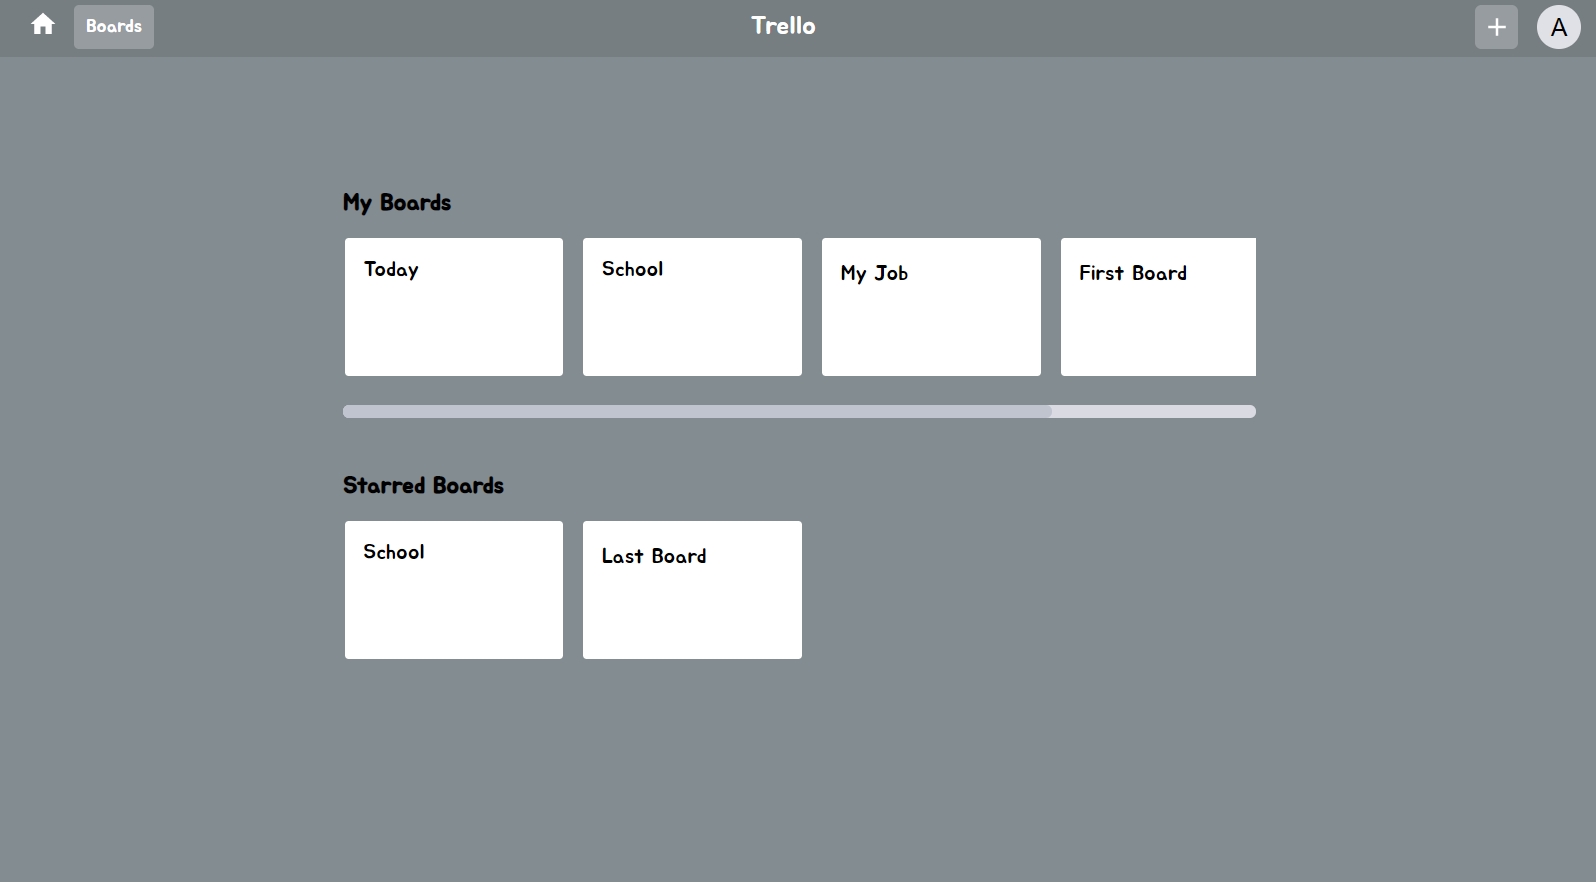 Boards
Trello
A
My Boards
Today
School
My Job
First Board
Starred Boards
School
Last Board